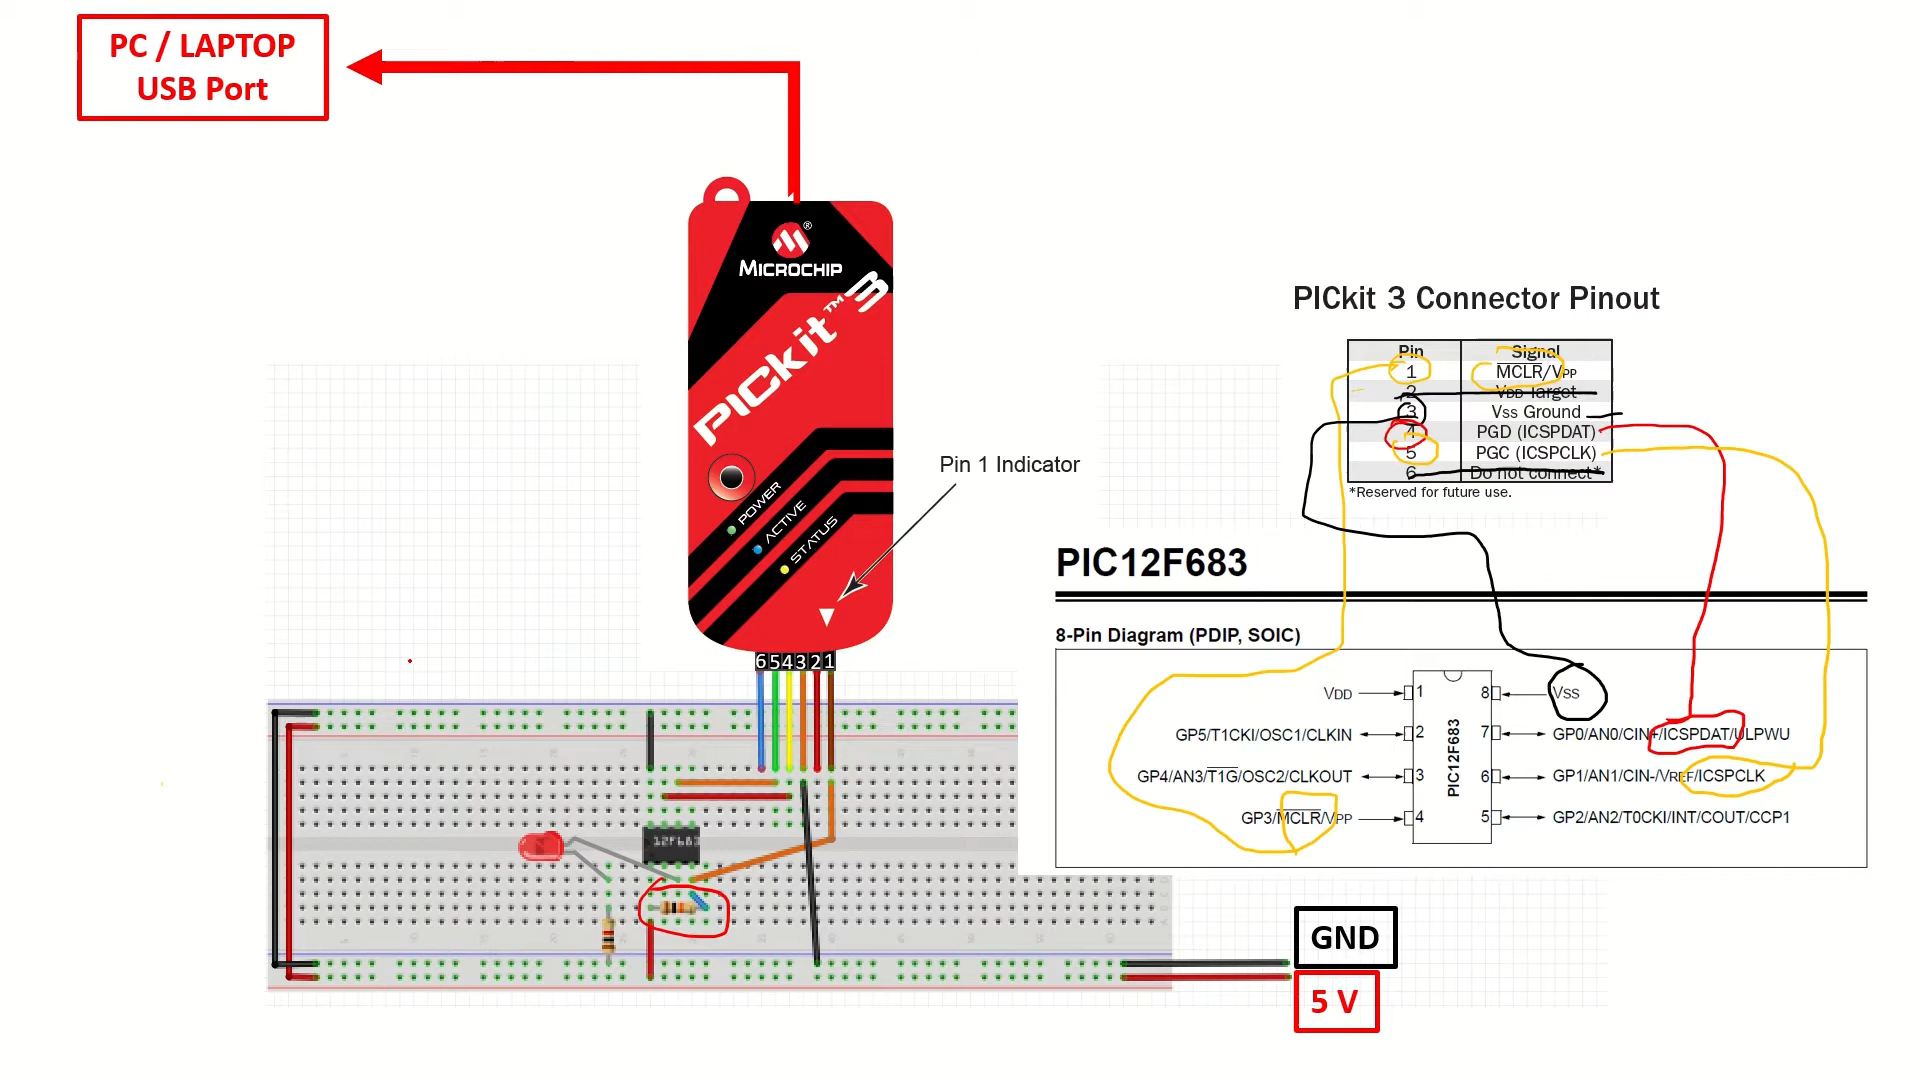 PC / LAPTOP
USB Port
®
MICROCHIP
PICkit™ 3
POWER
ACTIVE
STATUS
Pin 1 Indicator
6 5 4 3 2 1
12F683
PICkit 3 Connector Pinout
Pin Signal
1 MCLR/VPP
2 VDD Target
3 Vss Ground
4 PGD (ICSPDAT)
5 PGC (ICSPCLK)
6 Do not connect*
*Reserved for future use.
PIC12F683
8-Pin Diagram (PDIP, SOIC)
VDD 1 8 VSS
GP5/T1CKI/OSC1/CLKIN 2 7 GP0/AN0/CIN+/ICSPDAT/ULPWU
GP4/AN3/T1G/OSC2/CLKOUT 3 6 GP1/AN1/CIN-/VREF/ICSPCLK
GP3/MCLR/VPP 4 5 GP2/AN2/T0CKI/INT/COUT/CCP1
PIC12F683
GND
5 V